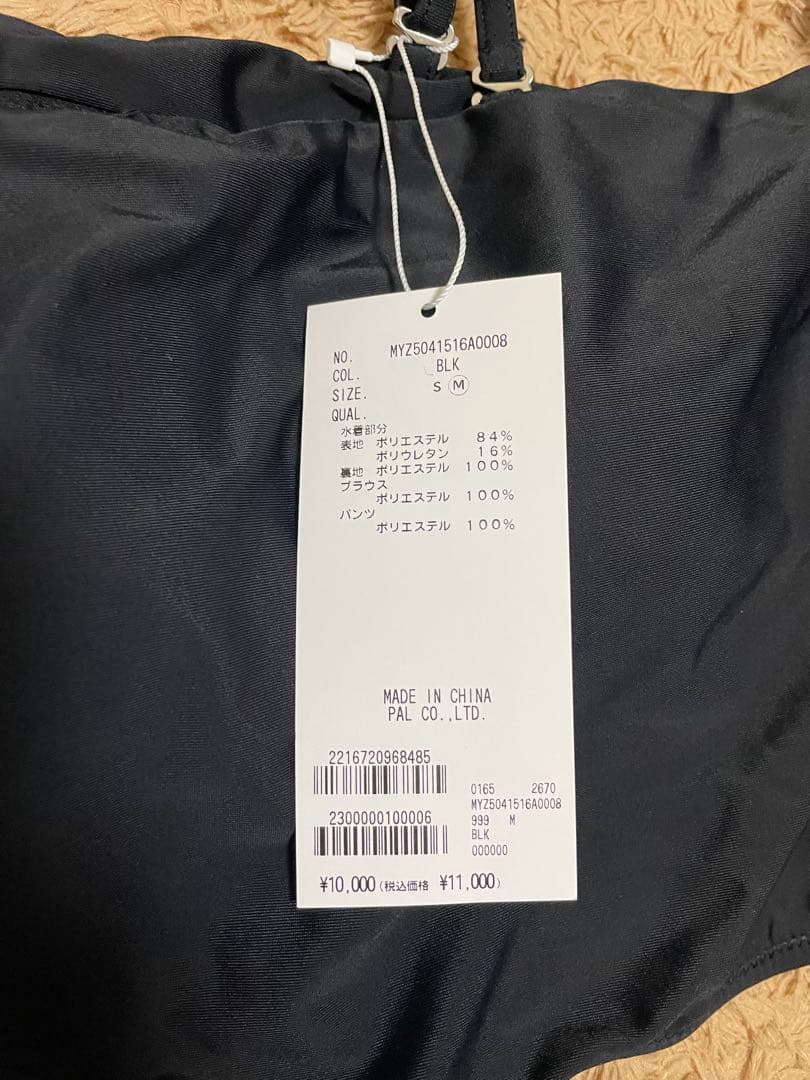 NO. MYZ5041516A0008
COL. BLK
SIZE. S Ⓜ
QUAL.
水着部分
表地 ポリエステル 84%
ポリウレタン 16%
裏地 ポリエステル 100%
ブラウス
ポリエステル 100%
パンツ
ポリエステル 100%
MADE IN CHINA
PAL CO.,LTD.
2216720968485
2300000100006
0165 2670
MYZ5041516A0008
999 M
BLK
000000
¥10,000(税込価格 ¥11,000)